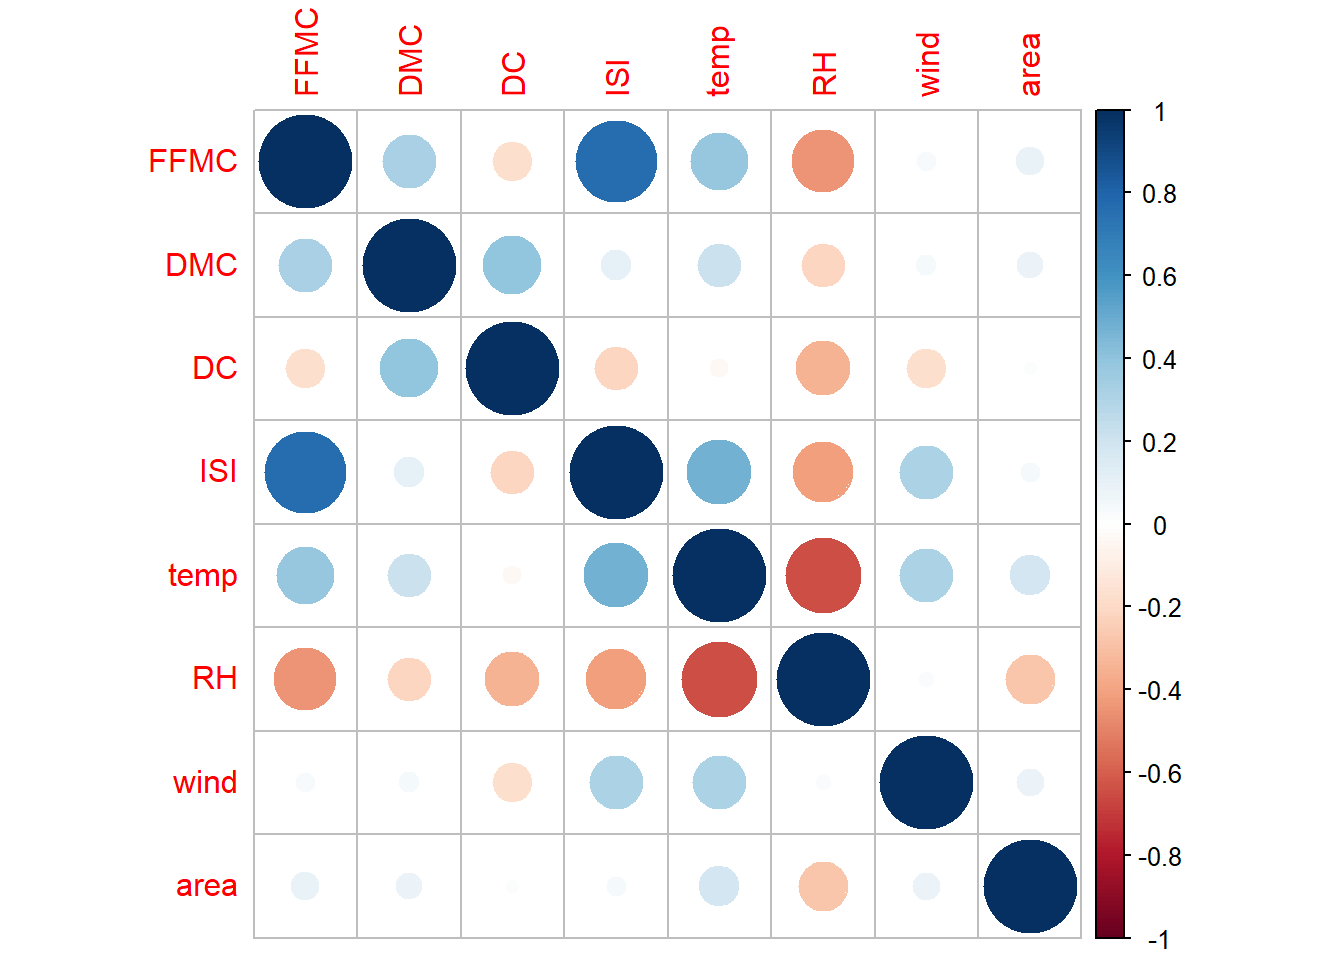 FFMC DMC DC ISI temp RH wind area
FFMC
DMC
DC
ISI
temp
RH
wind
area
1
0.8
0.6
0.4
0.2
0
-0.2
-0.4
-0.6
-0.8
-1